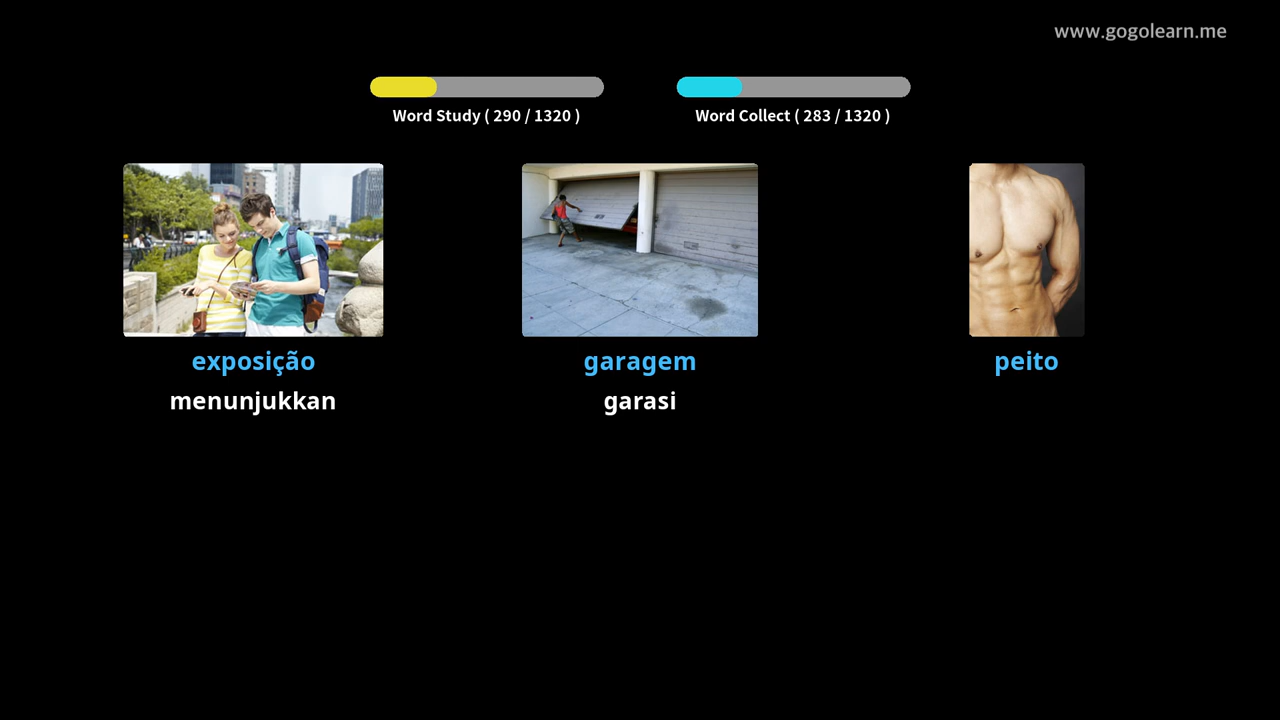 www.gogolearn.me
Word Study ( 290 / 1320 )
Word Collect ( 283 / 1320 )
exposição
garagem
peito
menunjukkan
garasi